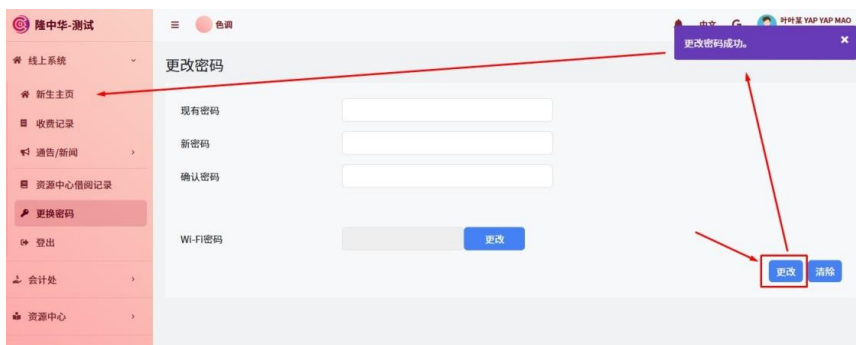 隆中华-测试
色调
中文
G
叶叶某 YAP YAP MAO
更改密码成功。
线上系统
更改密码
新生主页
收费记录
通告/新闻
资源中心借阅记录
更换密码
登出
会计处
资源中心
现有密码
新密码
确认密码
Wi-Fi密码
更改
更改
清除